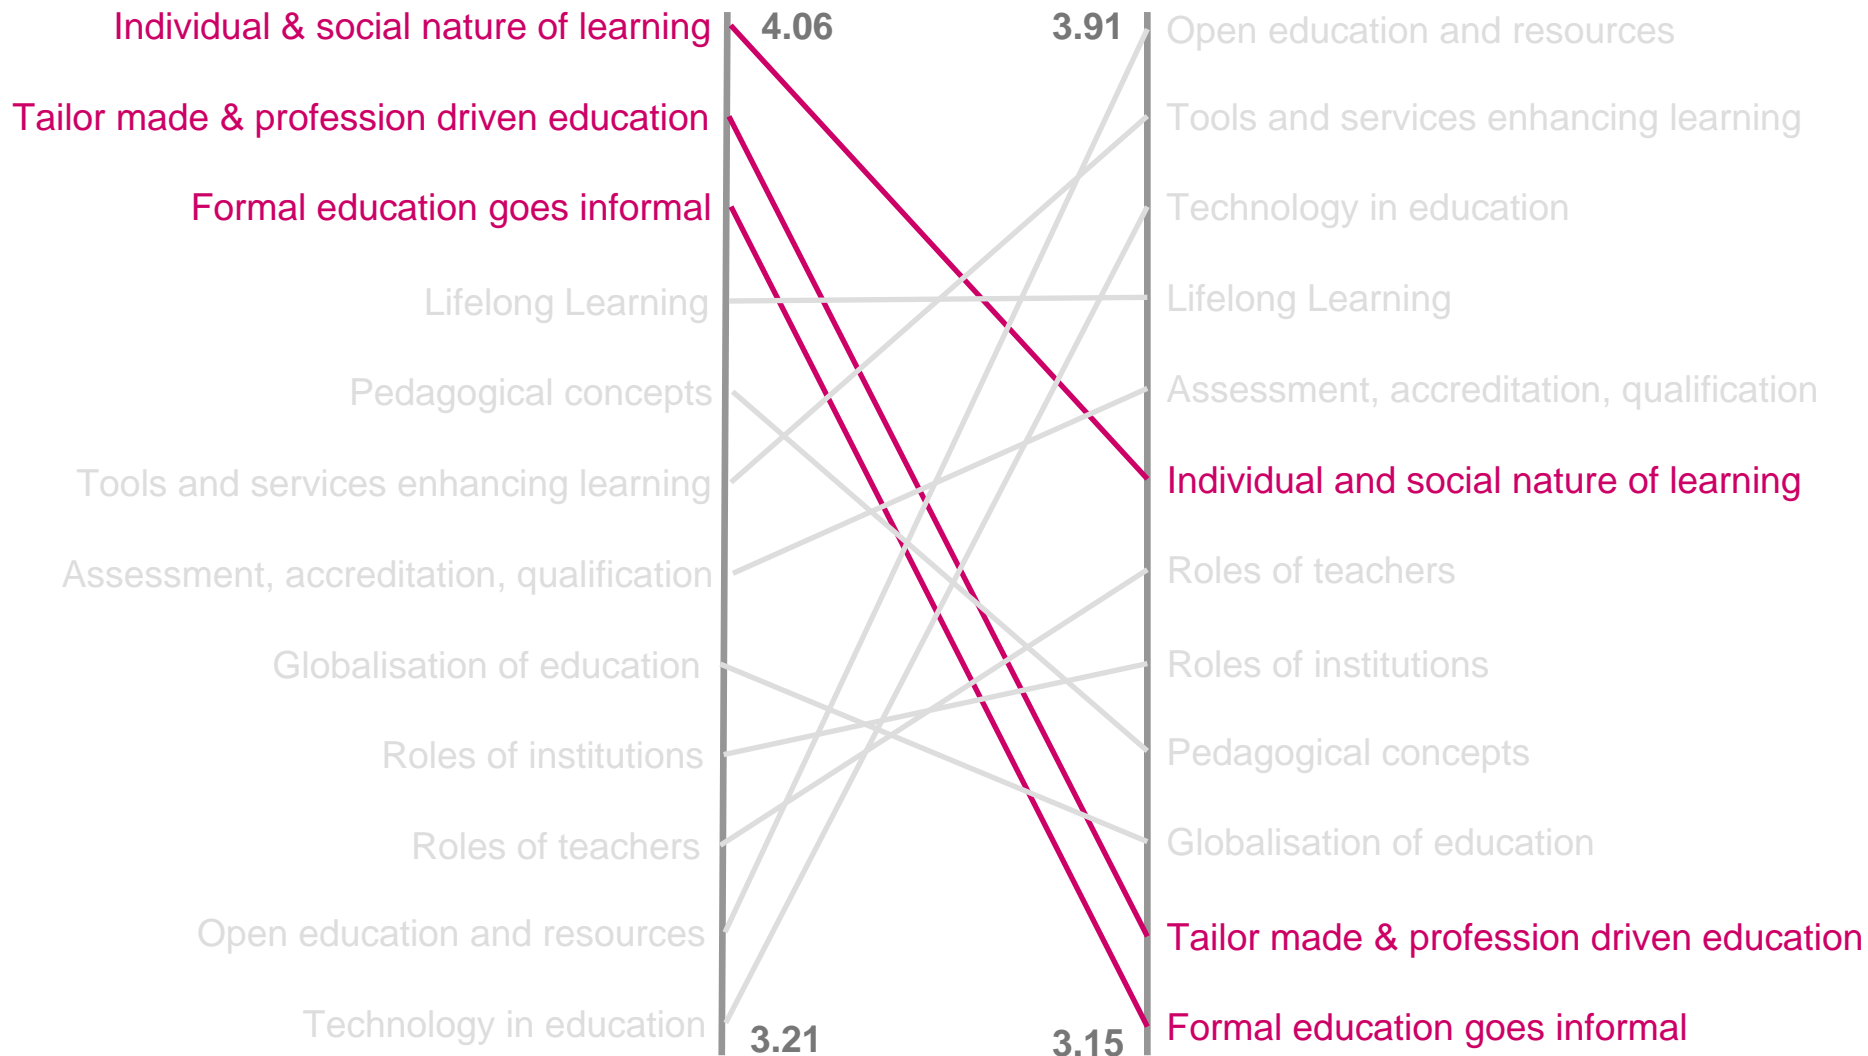 Individual & social nature of learning
Tailor made & profession driven education
Formal education goes informal
Lifelong Learning
Pedagogical concepts
Tools and services enhancing learning
Assessment, accreditation, qualification
Globalisation of education
Roles of institutions
Roles of teachers
Open education and resources
Technology in education
4.06
3.21
3.91
3.15
Open education and resources
Tools and services enhancing learning
Technology in education
Lifelong Learning
Assessment, accreditation, qualification
Individual and social nature of learning
Roles of teachers
Roles of institutions
Pedagogical concepts
Globalisation of education
Tailor made & profession driven education
Formal education goes informal